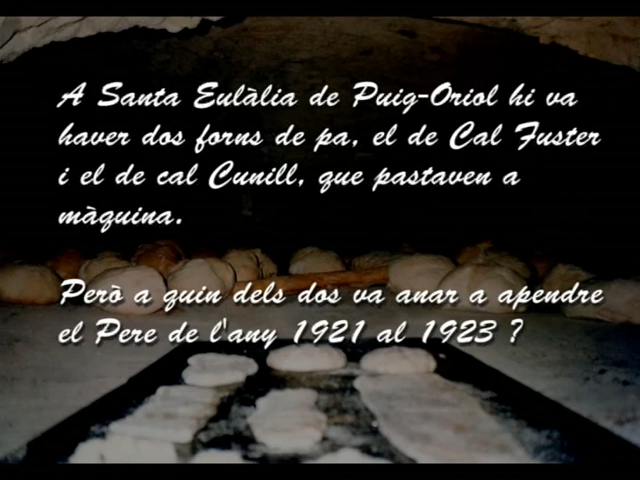 A Santa Eulàlia de Puig-Oriol hi va
haver dos forns de pa, el de Cal Fuster
i el de cal Cunill, que pastaven a
màquina.
Però a quin dels dos va anar a apendre
el Pere de l'any 1921 al 1923 ?